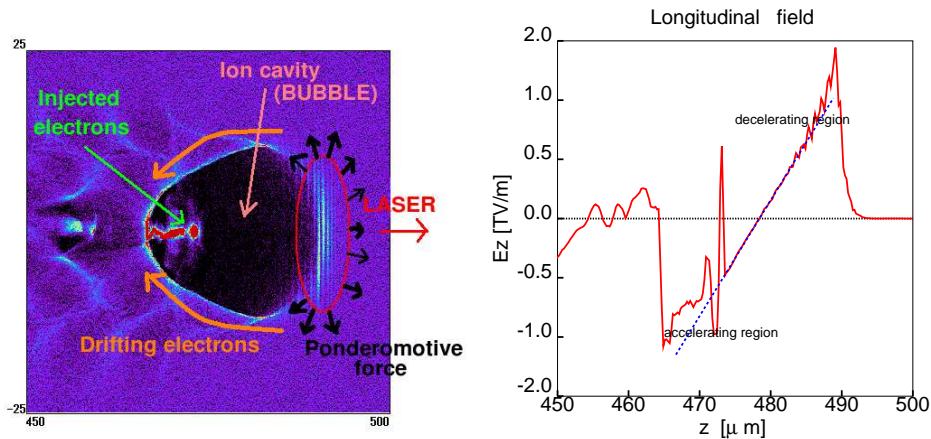 25
Ion cavity
(BUBBLE)
Injected
electrons
LASER
Drifting electrons
Ponderomotive
force
-25
450
500
Longitudinal field
Ez [TV/m]
2.0
1.0
0.5
0.0
-0.5
-1.0
-2.0
decelerating region
accelerating region
450 460 470 480 490 500
z [μ m]